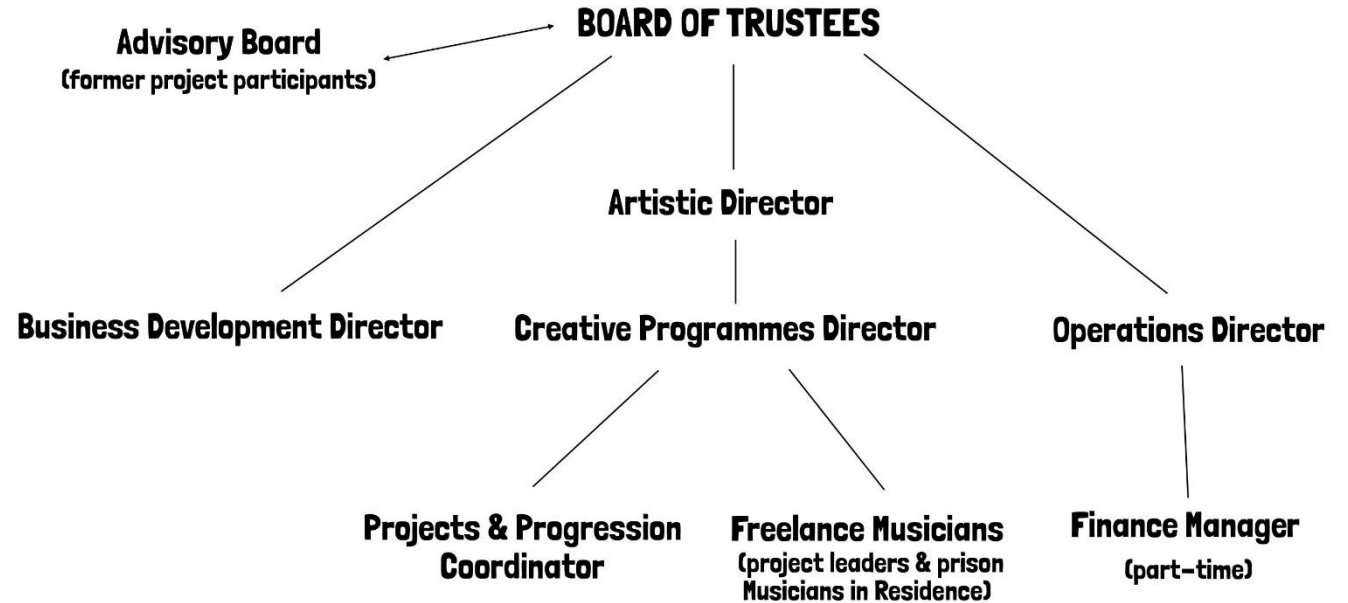 BOARD OF TRUSTEES
Advisory Board
(former project participants)
Artistic Director
Business Development Director
Creative Programmes Director
Operations Director
Projects & Progression
Coordinator
Freelance Musicians
(project leaders & prison
Musicians in Residence)
Finance Manager
(part-time)